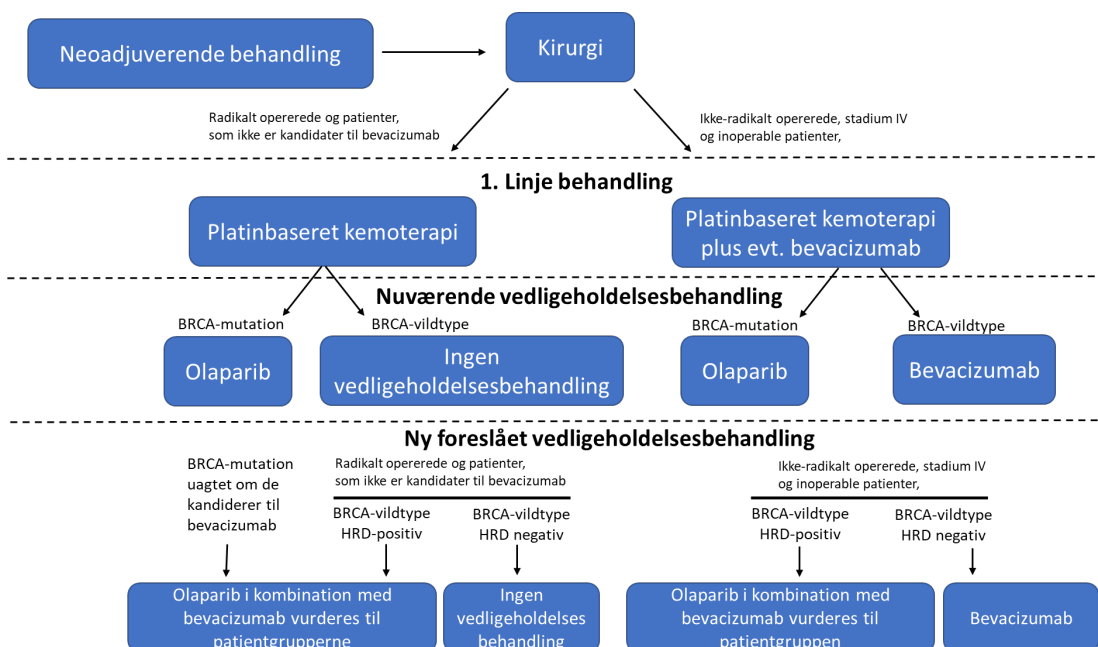 Neoadjuverende behandling
Kirurgi
Radikalt opererede og patienter,
som ikke er kandidater til bevacizumab
Ikke-radikalt opererede, stadium IV
og inoperable patienter,
1. Linje behandling
Platinbaseret kemoterapi
Platinbaseret kemoterapi
plus evt. bevacizumab
Nuværende vedligeholdelsesbehandling
BRCA-mutation
BRCA-vildtype
BRCA-mutation
BRCA-vildtype
Olaparib
Ingen
vedligeholdelsesbehandling
Olaparib
Bevacizumab
Ny foreslået vedligeholdelsesbehandling
BRCA-mutation
uagtet om de
kandiderer til
bevacizumab
Radikalt opererede og patienter,
som ikke er kandidater til bevacizumab
BRCA-vildtype
HRD-positiv
BRCA-vildtype
HRD negativ
Ikke-radikalt opererede, stadium IV
og inoperable patienter,
BRCA-vildtype
HRD-positiv
BRCA-vildtype
HRD negativ
Olaparib i kombination med
bevacizumab vurderes til
patientgrupperne
Ingen
vedligeholdelses
behandling
Olaparib i kombination med
bevacizumab vurderes til
patientgruppen
Bevacizumab